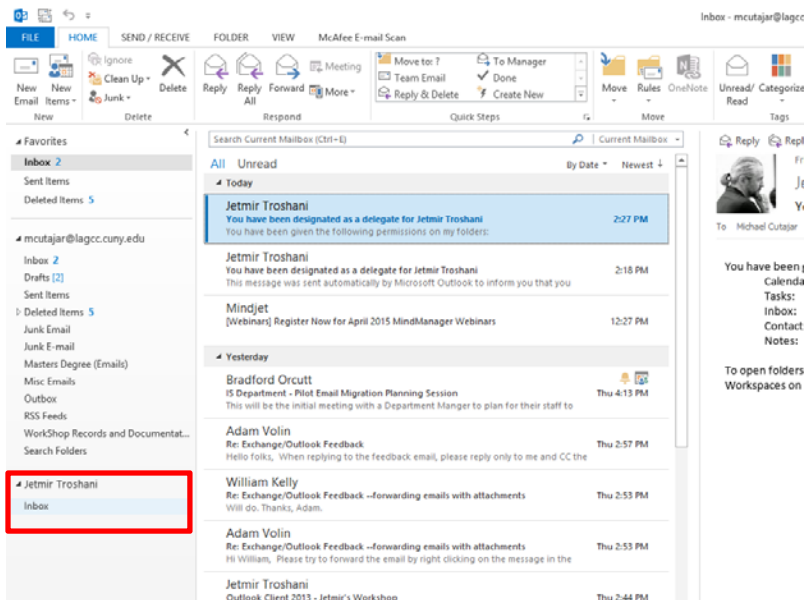 Inbox - mcutajar@lagcc
FILE HOME SEND / RECEIVE FOLDER VIEW McAfee E-mail Scan
Ignore
Clean Up
Junk
Delete
New Email
New Items
Reply
Reply All
Forward
Meeting
More
Move to: ?
Team Email
Reply & Delete
To Manager
Done
Create New
Move
Rules
OneNote
Unread/ Read
Categorize
New Delete Respond Quick Steps Move Tags
Favorites
Inbox 2
Sent Items
Deleted Items 5
mcutajar@lagcc.cuny.edu
Inbox 2
Drafts [2]
Sent Items
Deleted Items 5
Junk Email
Junk E-mail
Masters Degree (Emails)
Misc Emails
Outbox
RSS Feeds
WorkShop Records and Documentat...
Search Folders
Jetmir Troshani
Inbox
Search Current Mailbox (Ctrl+E) Current Mailbox
All Unread By Date Newest
Today
Jetmir Troshani
You have been designated as a delegate for Jetmir Troshani 2:27 PM
You have been given the following permissions on my folders:
Jetmir Troshani
You have been designated as a delegate for Jetmir Troshani 2:18 PM
This message was sent automatically by Microsoft Outlook to inform you that you
Mindjet
[Webinars] Register Now for April 2015 MindManager Webinars 12:27 PM
Yesterday
Bradford Orcutt
IS Department - Pilot Email Migration Planning Session Thu 4:13 PM
This will be the initial meeting with a Department Manger to plan for their staff to
Adam Volin
Re: Exchange/Outlook Feedback Thu 2:57 PM
Hello folks, When replying to the feedback email, please reply only to me and CC the
William Kelly
Re: Exchange/Outlook Feedback --forwarding emails with attachments Thu 2:53 PM
Will do. Thanks, Adam.
Adam Volin
Re: Exchange/Outlook Feedback --forwarding emails with attachments Thu 2:53 PM
Hi William, Please try to forward the email by right clicking on the message in the
Jetmir Troshani
Outlook Client 2013 - Jetmir's Workshop Thu 2:44 PM
Reply Repl
Fr
Je
Yo
To Michael Cutajar
You have been g
Calenda
Tasks:
Inbox:
Contact
Notes:
To open folders
Workspaces on